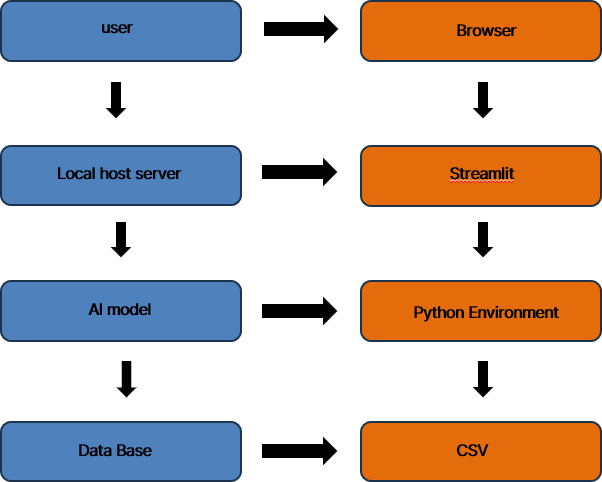 user
Browser
Local host server
Streamlit
AI model
Python Environment
Data Base
CSV